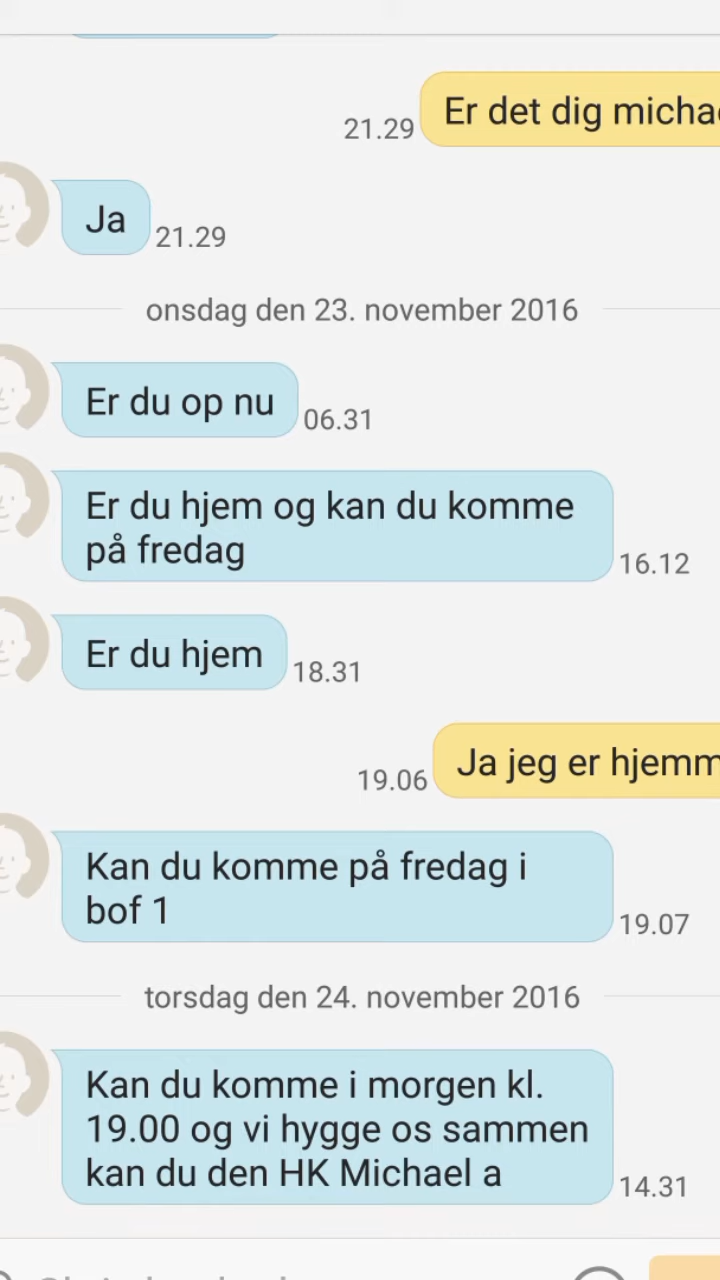 Er det dig micha
21.29
Ja
21.29
onsdag den 23. november 2016
Er du op nu
06.31
Er du hjem og kan du komme
på fredag
16.12
Er du hjem
18.31
Ja jeg er hjemm
19.06
Kan du komme på fredag i
bof 1
19.07
torsdag den 24. november 2016
Kan du komme i morgen kl.
19.00 og vi hygge os sammen
kan du den HK Michael a
14.31